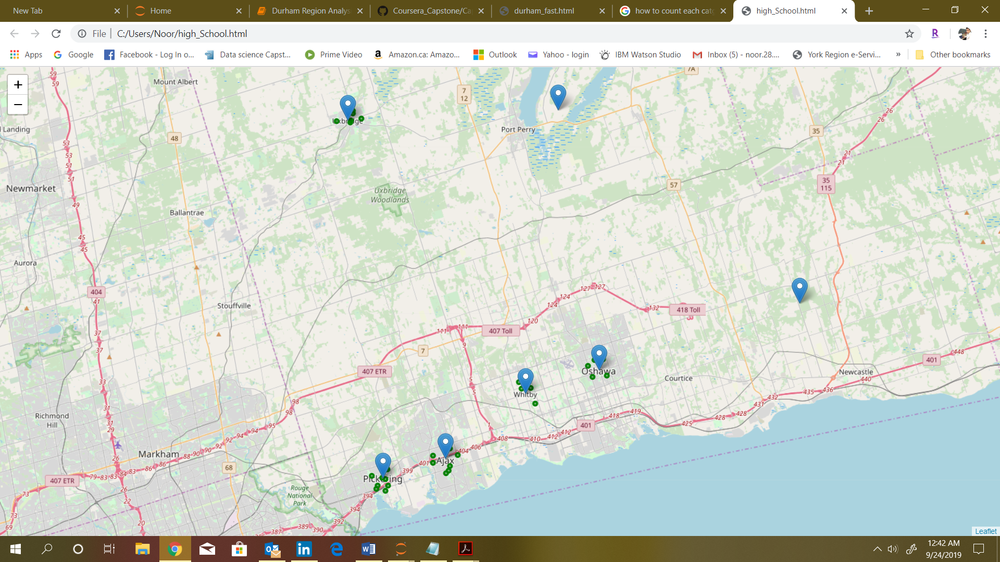 New Tab
Home
Durham Region Analys
Coursera_Capstone/Ca
durham_fast.html
how to count each cat
high_School.html
File
C:/Users/Noor/high_School.html
R
Apps
Google
Facebook - Log In o...
Data science Capst...
Prime Video
Amazon.ca: Amazo...
Outlook
Yahoo - login
IBM Watson Studio
Inbox (5) - noor.28....
York Region e-Servi...
»
Other bookmarks
+
−
59
59
Mount Albert
7
12
7A
Uxbridge
Port Perry
Landing
48
53
53
51
51
49
26
26
35
21
21
35
115
57
Newmarket
Uxbridge
Woodlands
Ballantrae
45
45
Aurora
404
41
Stouffville
127
127
124
124
132
418 Toll
120
111
111
407 Toll
9
37
37
7
407 ETR
5
5
33
31
31
29
Oshawa
Whitby
Courtice
Newcastle
401
448
440
436
435
432
431
428
428
425
419
418
401
412
412
410
408
1
406
404
Ajax
401
399
Pickering
394
394
392
390
389
387
Richmond
Hill
98
98
95
94
94
92
92
90
90
88
86
86
84
83
83
79
Markham
68
26
26
22
20
407 ETR
73
73
69
Rouge
National
Park
Leaflet
12:42 AM
9/24/2019